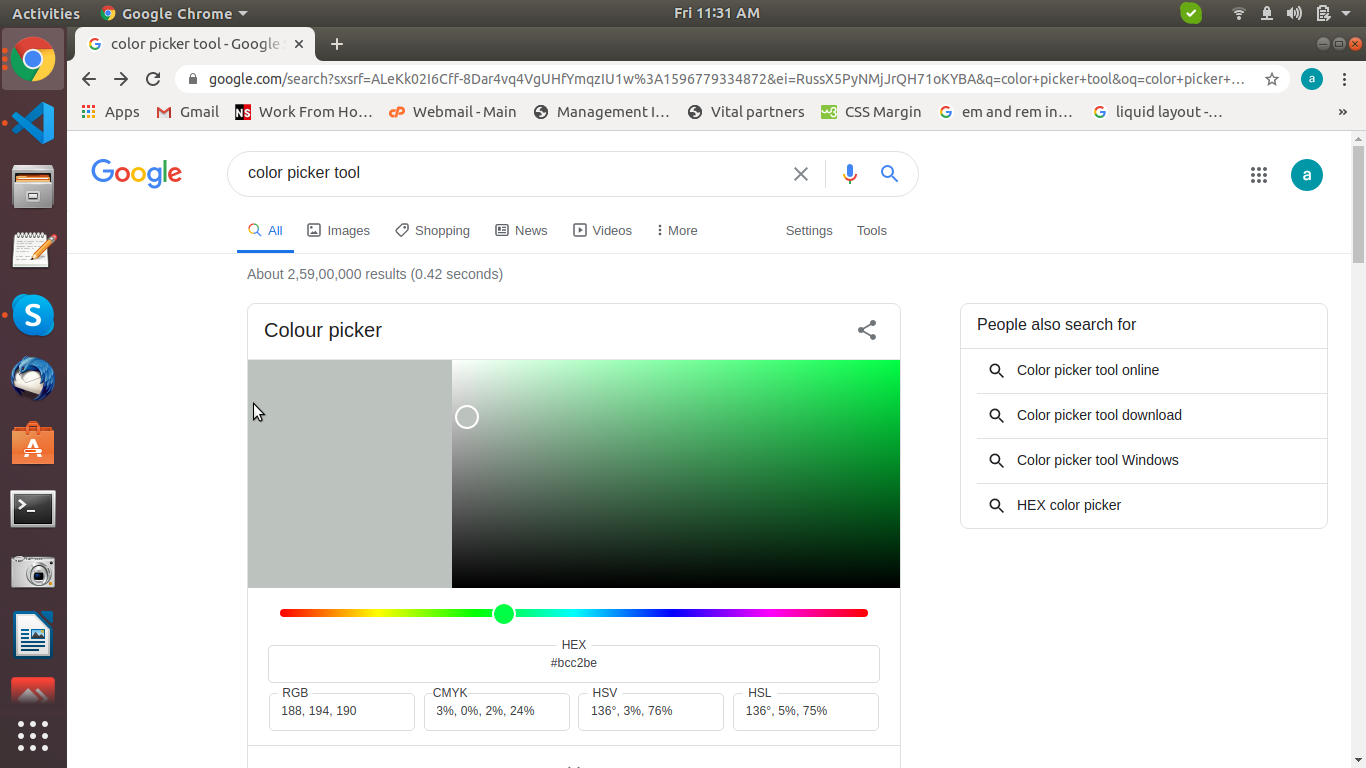 Activities Google Chrome Fri 11:31 AM
color picker tool - Google S
google.com/search?sxsrf=ALeKk02I6Cff-8Dar4vq4VgUHfYmqzIU1w%3A1596779334872&ei=RussX5PyNMjJrQH71oKYBA&q=color+picker+tool&oq=color+picker+… a
Apps Gmail NS Work From Ho… cP Webmail - Main Management I… Vital partners w3 CSS Margin em and rem in… liquid layout -… »
Google color picker tool a
All Images Shopping News Videos More Settings Tools
About 2,59,00,000 results (0.42 seconds)
Colour picker
HEX
#bcc2be
RGB CMYK HSV HSL
188, 194, 190 3%, 0%, 2%, 24% 136°, 3%, 76% 136°, 5%, 75%
People also search for
Color picker tool online
Color picker tool download
Color picker tool Windows
HEX color picker
S
A
>_